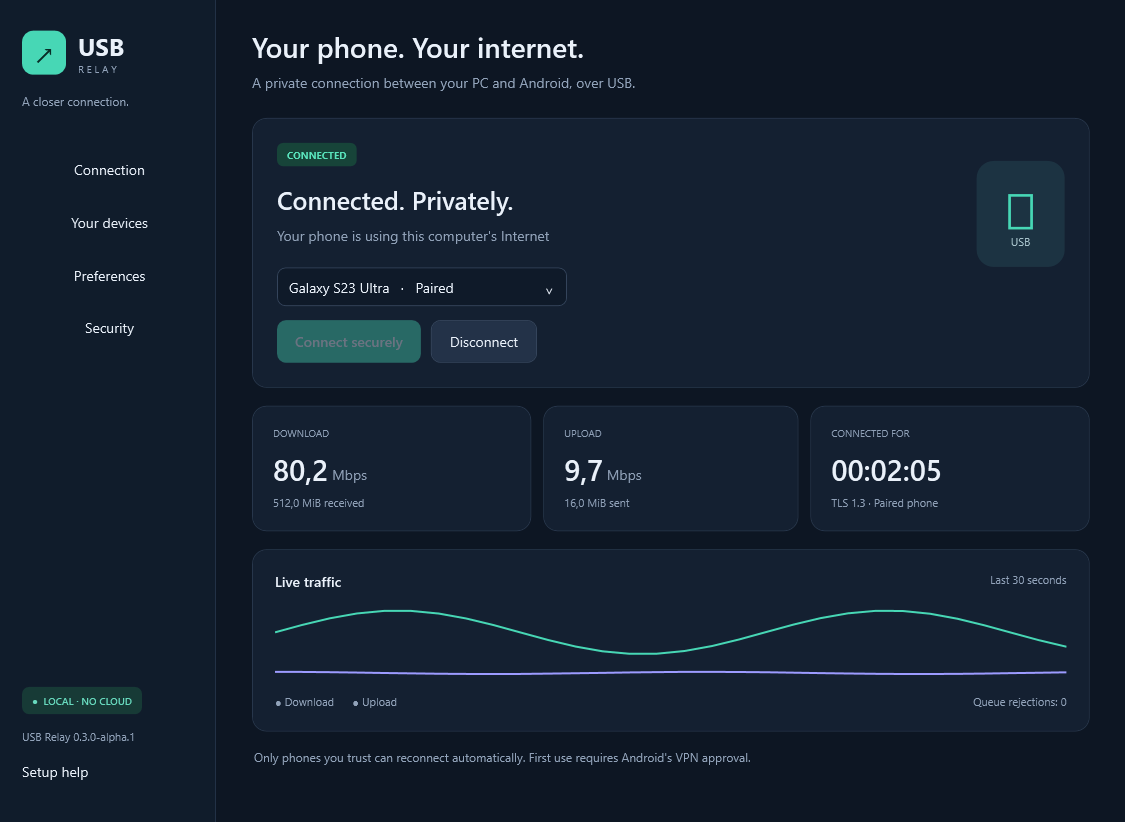 USB
RELAY
A closer connection.
Connection
Your devices
Preferences
Security
LOCAL · NO CLOUD
USB Relay 0.3.0-alpha.1
Setup help
Your phone. Your internet.
A private connection between your PC and Android, over USB.
CONNECTED
Connected. Privately.
Your phone is using this computer's Internet
Galaxy S23 Ultra · Paired
Connect securely
Disconnect
USB
DOWNLOAD
80,2 Mbps
512,0 MiB received
UPLOAD
9,7 Mbps
16,0 MiB sent
CONNECTED FOR
00:02:05
TLS 1.3 · Paired phone
Live traffic
Last 30 seconds
● Download
● Upload
Queue rejections: 0
Only phones you trust can reconnect automatically. First use requires Android's VPN approval.